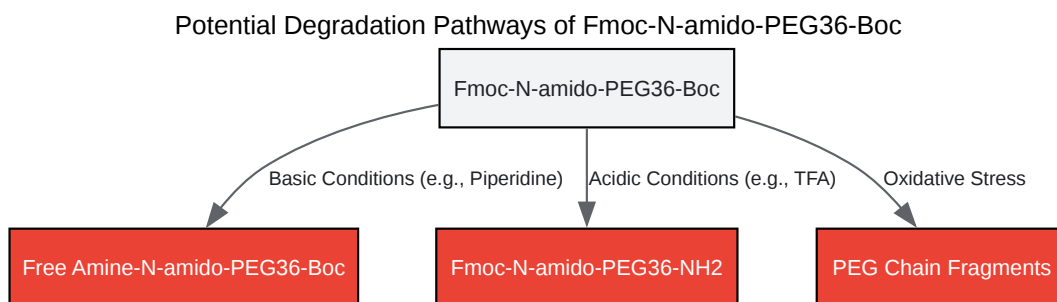 Potential Degradation Pathways of Fmoc-N-amido-PEG36-Boc
Fmoc-N-amido-PEG36-Boc
Basic Conditions (e.g., Piperidine)
Acidic Conditions (e.g., TFA)
Oxidative Stress
Free Amine-N-amido-PEG36-Boc
Fmoc-N-amido-PEG36-NH2
PEG Chain Fragments